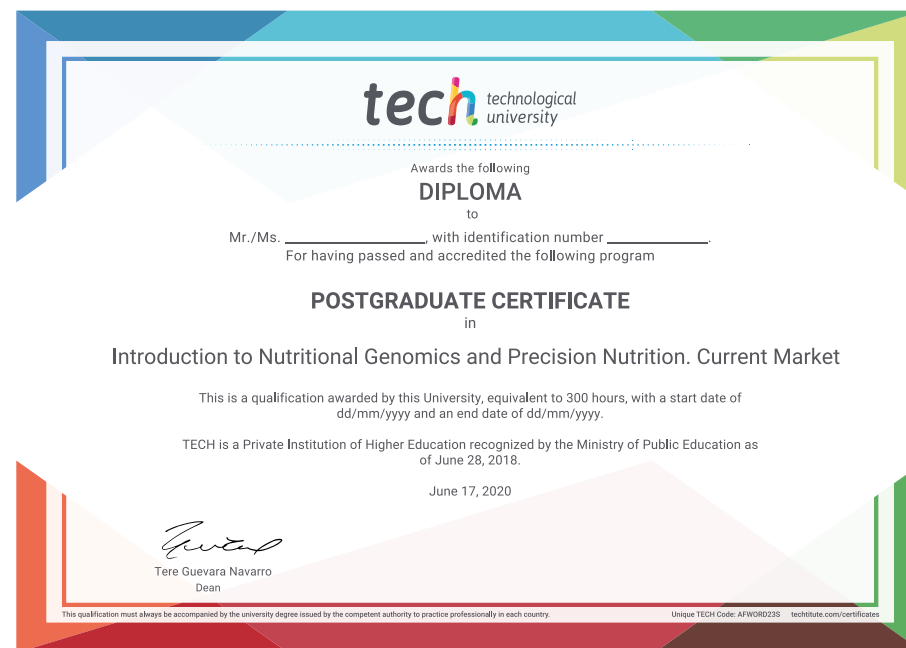 tech technological
university
Awards the following
DIPLOMA
to
Mr./Ms. ____________________, with identification number ______________.
For having passed and accredited the following program
POSTGRADUATE CERTIFICATE
in
Introduction to Nutritional Genomics and Precision Nutrition. Current Market
This is a qualification awarded by this University, equivalent to 300 hours, with a start date of
dd/mm/yyyy and an end date of dd/mm/yyyy.
TECH is a Private Institution of Higher Education recognized by the Ministry of Public Education as
of June 28, 2018.
June 17, 2020
Tere Guevara Navarro
Dean
This qualification must always be accompanied by the university degree issued by the competent authority to practice professionally in each country. Unique TECH Code: AFWORD23S techtitute.com/certificates